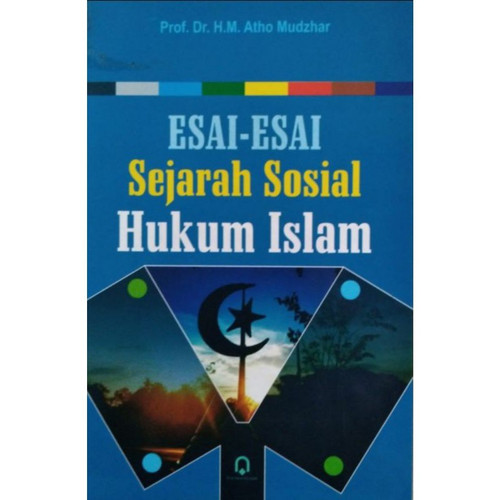 Prof. Dr. H.M. Atho Mudzhar
ESAI-ESAI
Sejarah Sosial
Hukum Islam